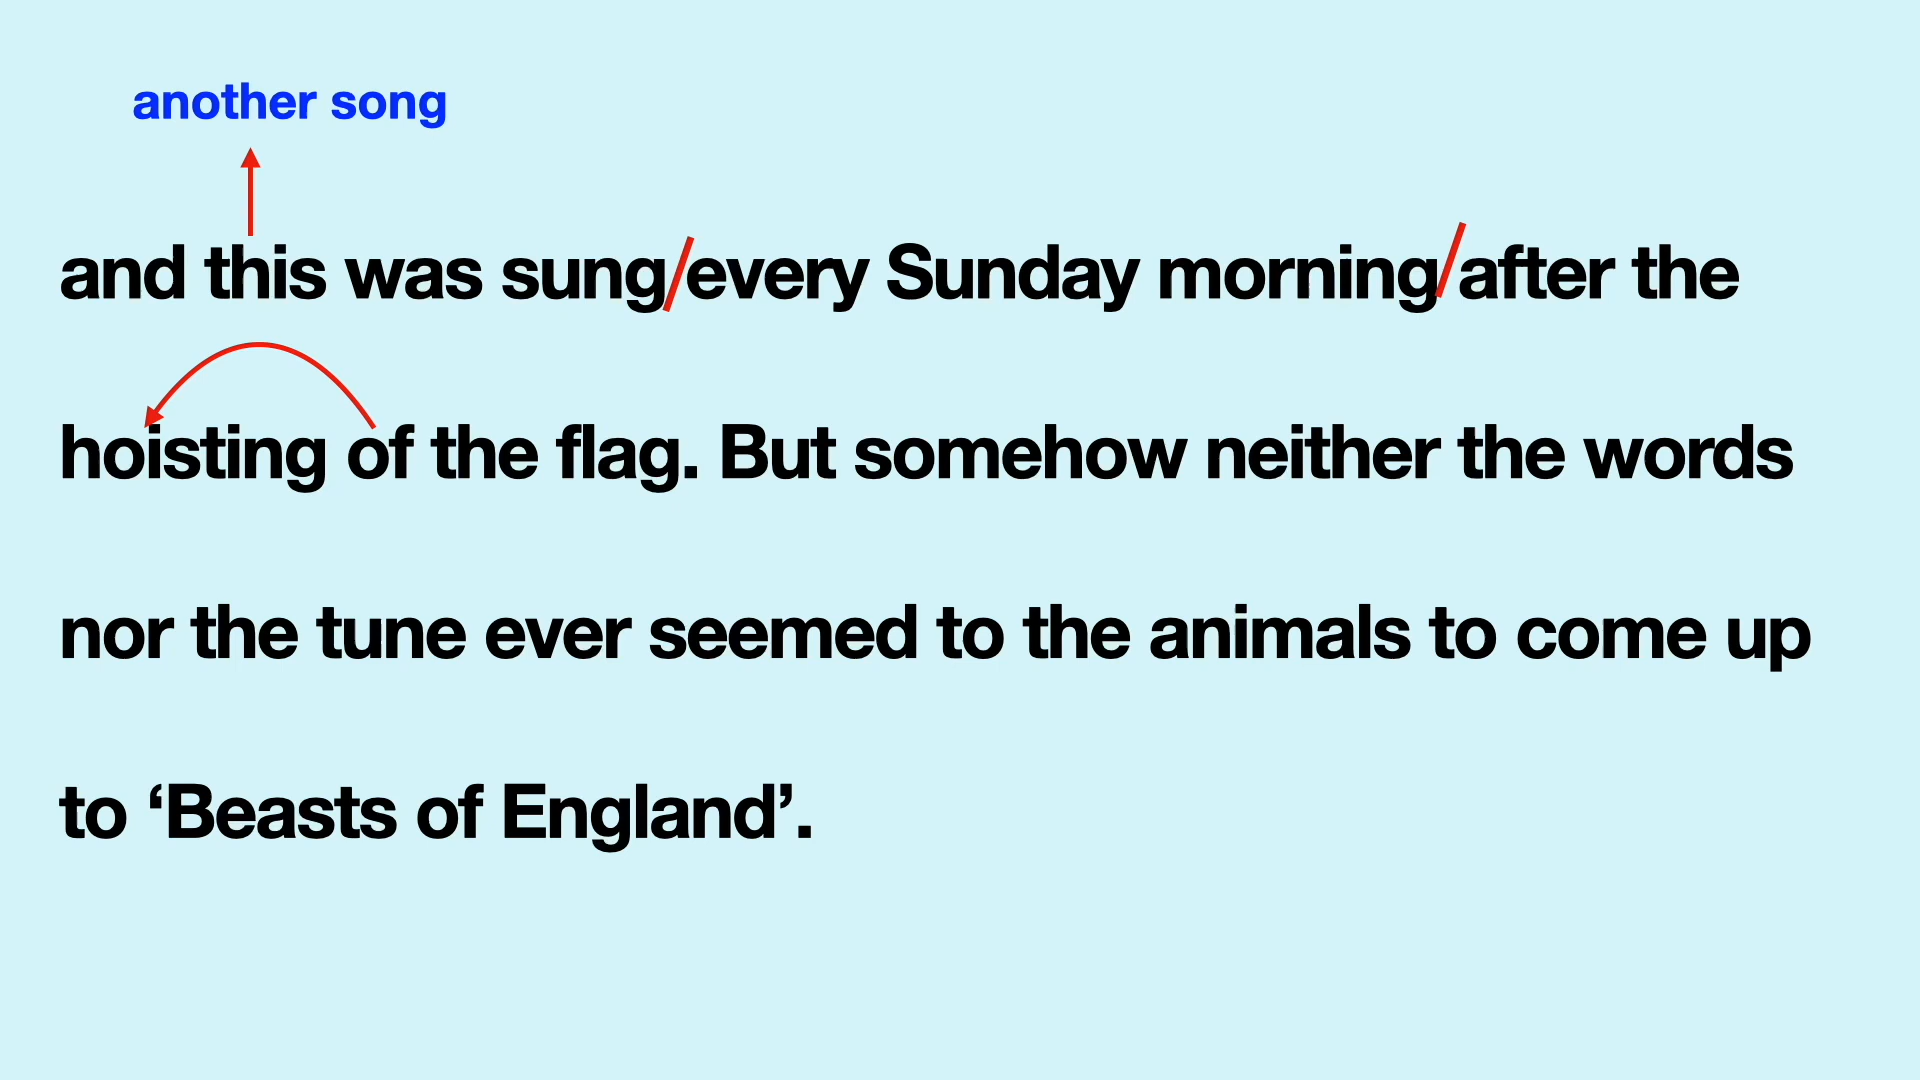 another song
and this was sung/every Sunday morning/after the
hoisting of the flag. But somehow neither the words
nor the tune ever seemed to the animals to come up
to ‘Beasts of England’.